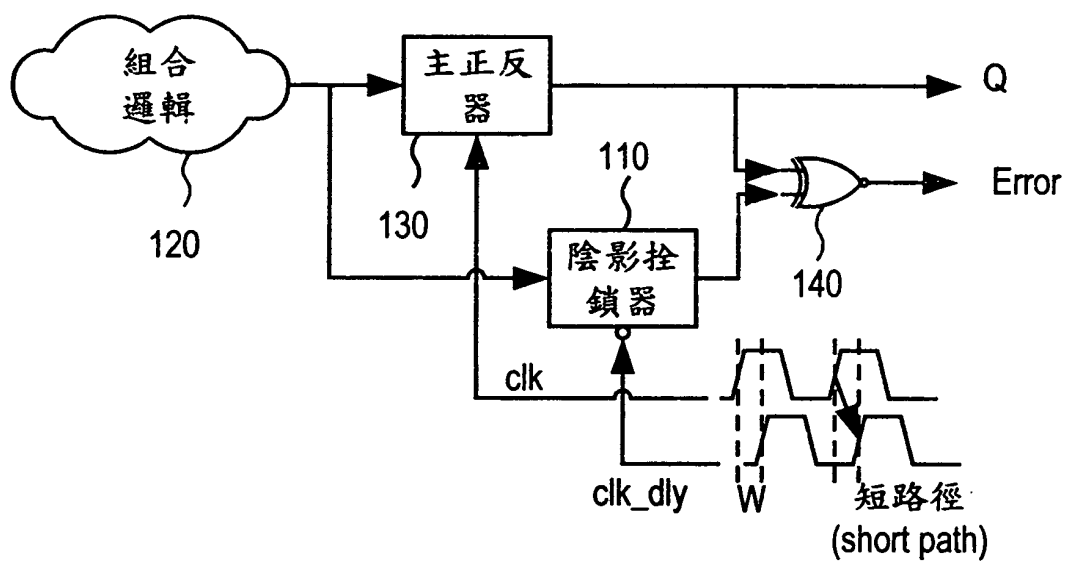 組合
邏輯
120
主正反
器
130
Q
110
Error
140
陰影拴
鎖器
clk
clk_dly
W
短路徑
(short path)